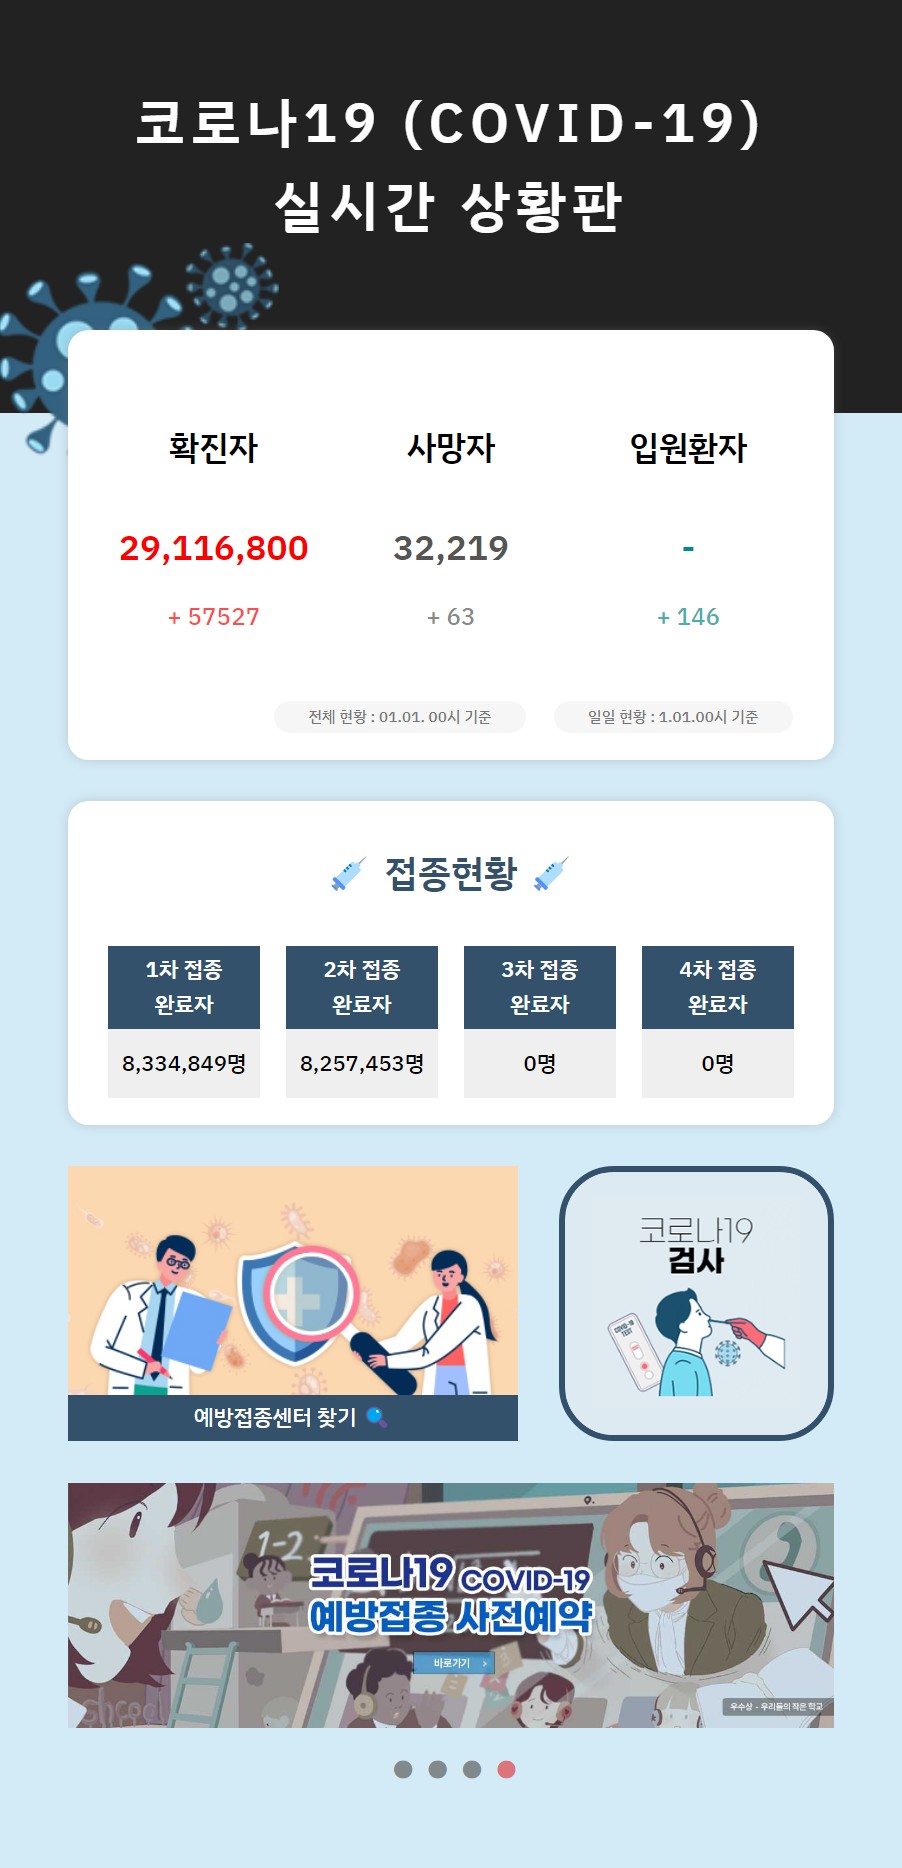 코로나19 (COVID-19)
실시간 상황판
확진자
사망자
입원환자
29,116,800
32,219
-
+ 57527
+ 63
+ 146
전체 현황 : 01.01. 00시 기준
일일 현황 : 1.01.00시 기준
접종현황
1차 접종
완료자
2차 접종
완료자
3차 접종
완료자
4차 접종
완료자
8,334,849명
8,257,453명
0명
0명
코로나19
검사
COVID-19
TEST
예방접종센터 찾기
1-2
코로나19 COVID-19
예방접종 사전예약
바로가기 >
School
우수상 - 우리들의 작은 학교